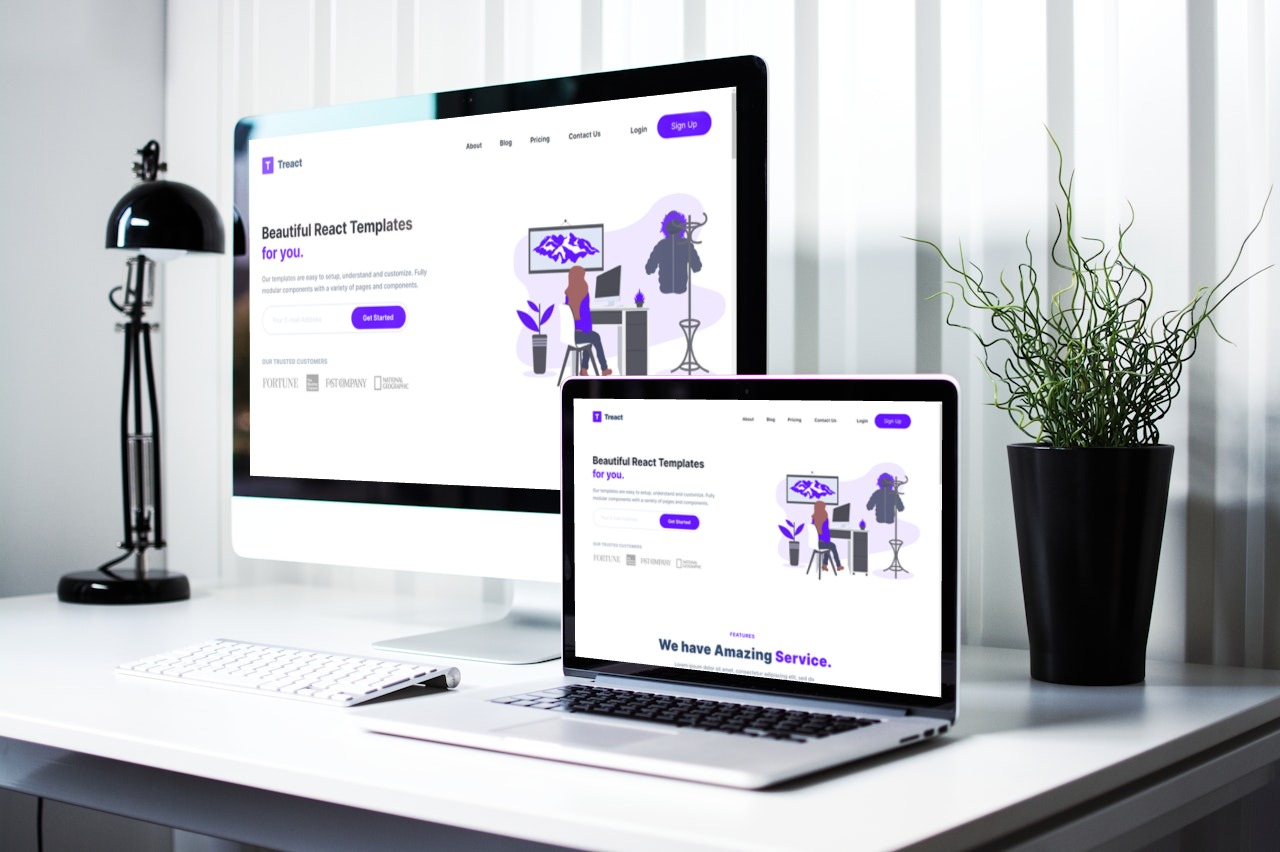 About Blog Pricing Contact Us Login Sign Up
T Treact
Beautiful React Templates
for you.
Our templates are easy to setup, understand and customize. Fully
modular components with a variety of pages and components.
Your E-mail Address
Get Started
OUR TRUSTED CUSTOMERS
FORTUNE
FAST COMPANY
NATIONAL
GEOGRAPHIC
T Treact
About Blog Pricing Contact Us Login Sign Up
Beautiful React Templates
for you.
Our templates are easy to setup, understand and customize. Fully
modular components with a variety of pages and components.
Get Started
OUR TRUSTED CUSTOMERS
FORTUNE
FAST COMPANY
NATIONAL
GEOGRAPHIC
FEATURES
We have Amazing Service.
Lorem ipsum dolor sit amet, consectetur adipiscing elit, sed do